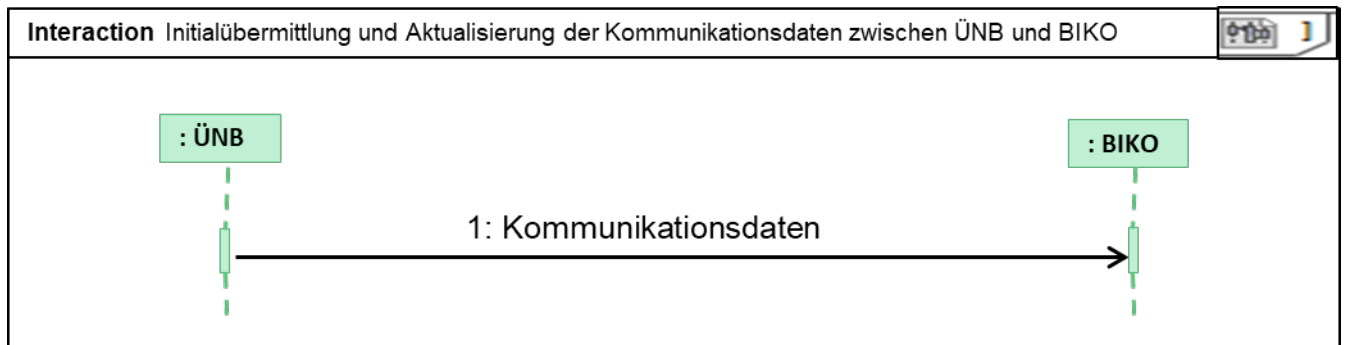 Interaction Initialübermittlung und Aktualisierung der Kommunikationsdaten zwischen ÜNB und BIKO
: ÜNB
: BIKO
1: Kommunikationsdaten